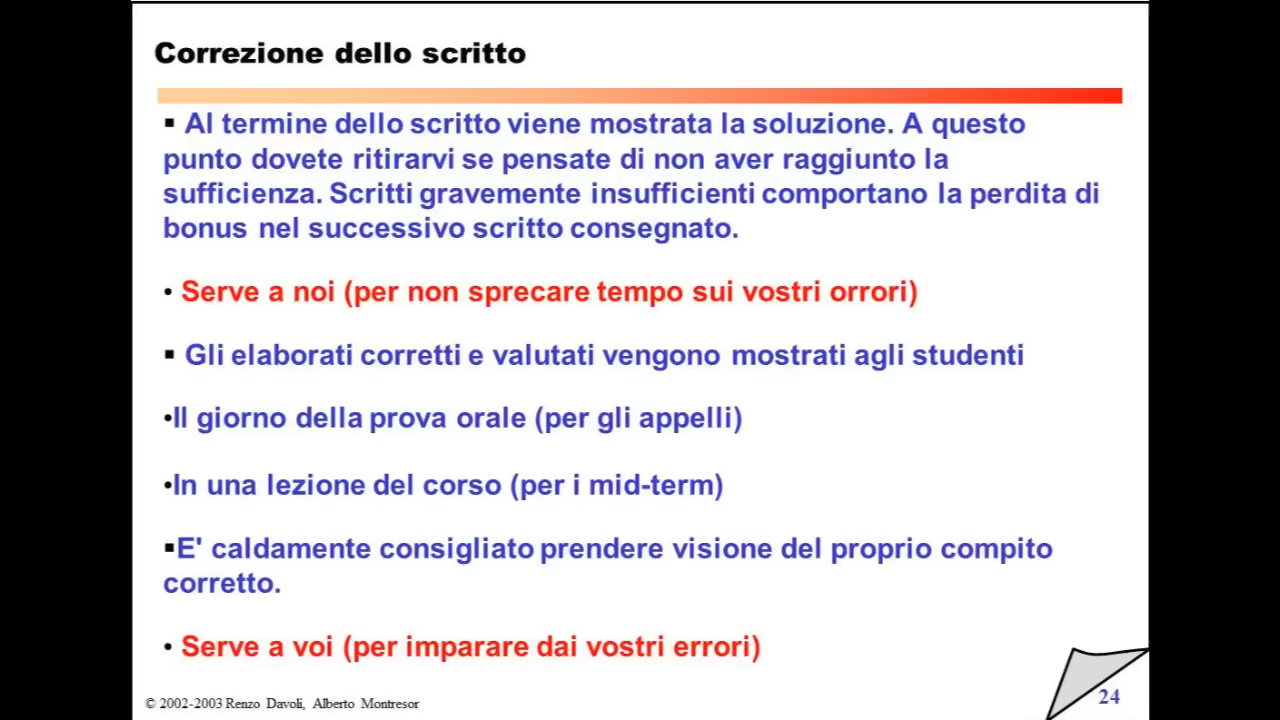 Correzione dello scritto
▪ Al termine dello scritto viene mostrata la soluzione. A questo
punto dovete ritirarvi se pensate di non aver raggiunto la
sufficienza. Scritti gravemente insufficienti comportano la perdita di
bonus nel successivo scritto consegnato.
• Serve a noi (per non sprecare tempo sui vostri orrori)
▪ Gli elaborati corretti e valutati vengono mostrati agli studenti
•Il giorno della prova orale (per gli appelli)
•In una lezione del corso (per i mid-term)
▪E' caldamente consigliato prendere visione del proprio compito
corretto.
• Serve a voi (per imparare dai vostri errori)
© 2002-2003 Renzo Davoli, Alberto Montresor
24